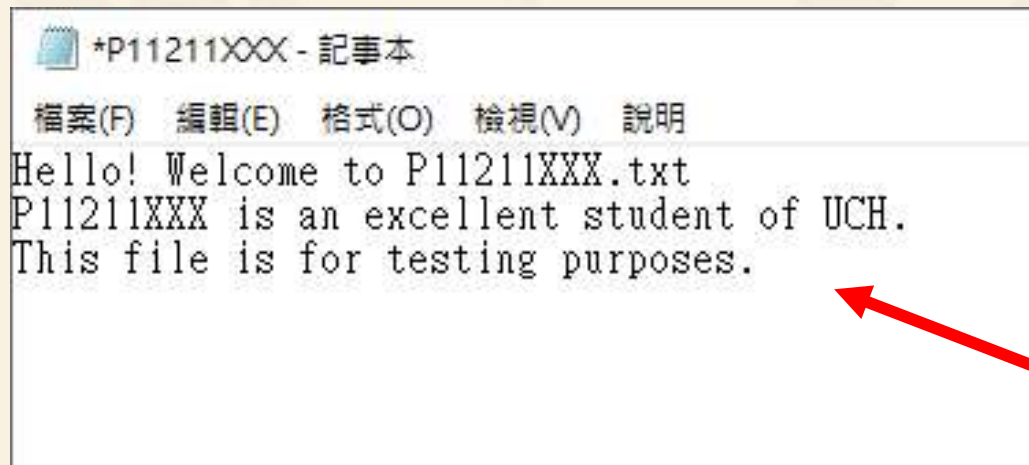 *P11211XXX - 記事本
檔案(F) 編輯(E) 格式(O) 檢視(V) 說明
Hello! Welcome to P11211XXX.txt
P11211XXX is an excellent student of UCH.
This file is for testing purposes.